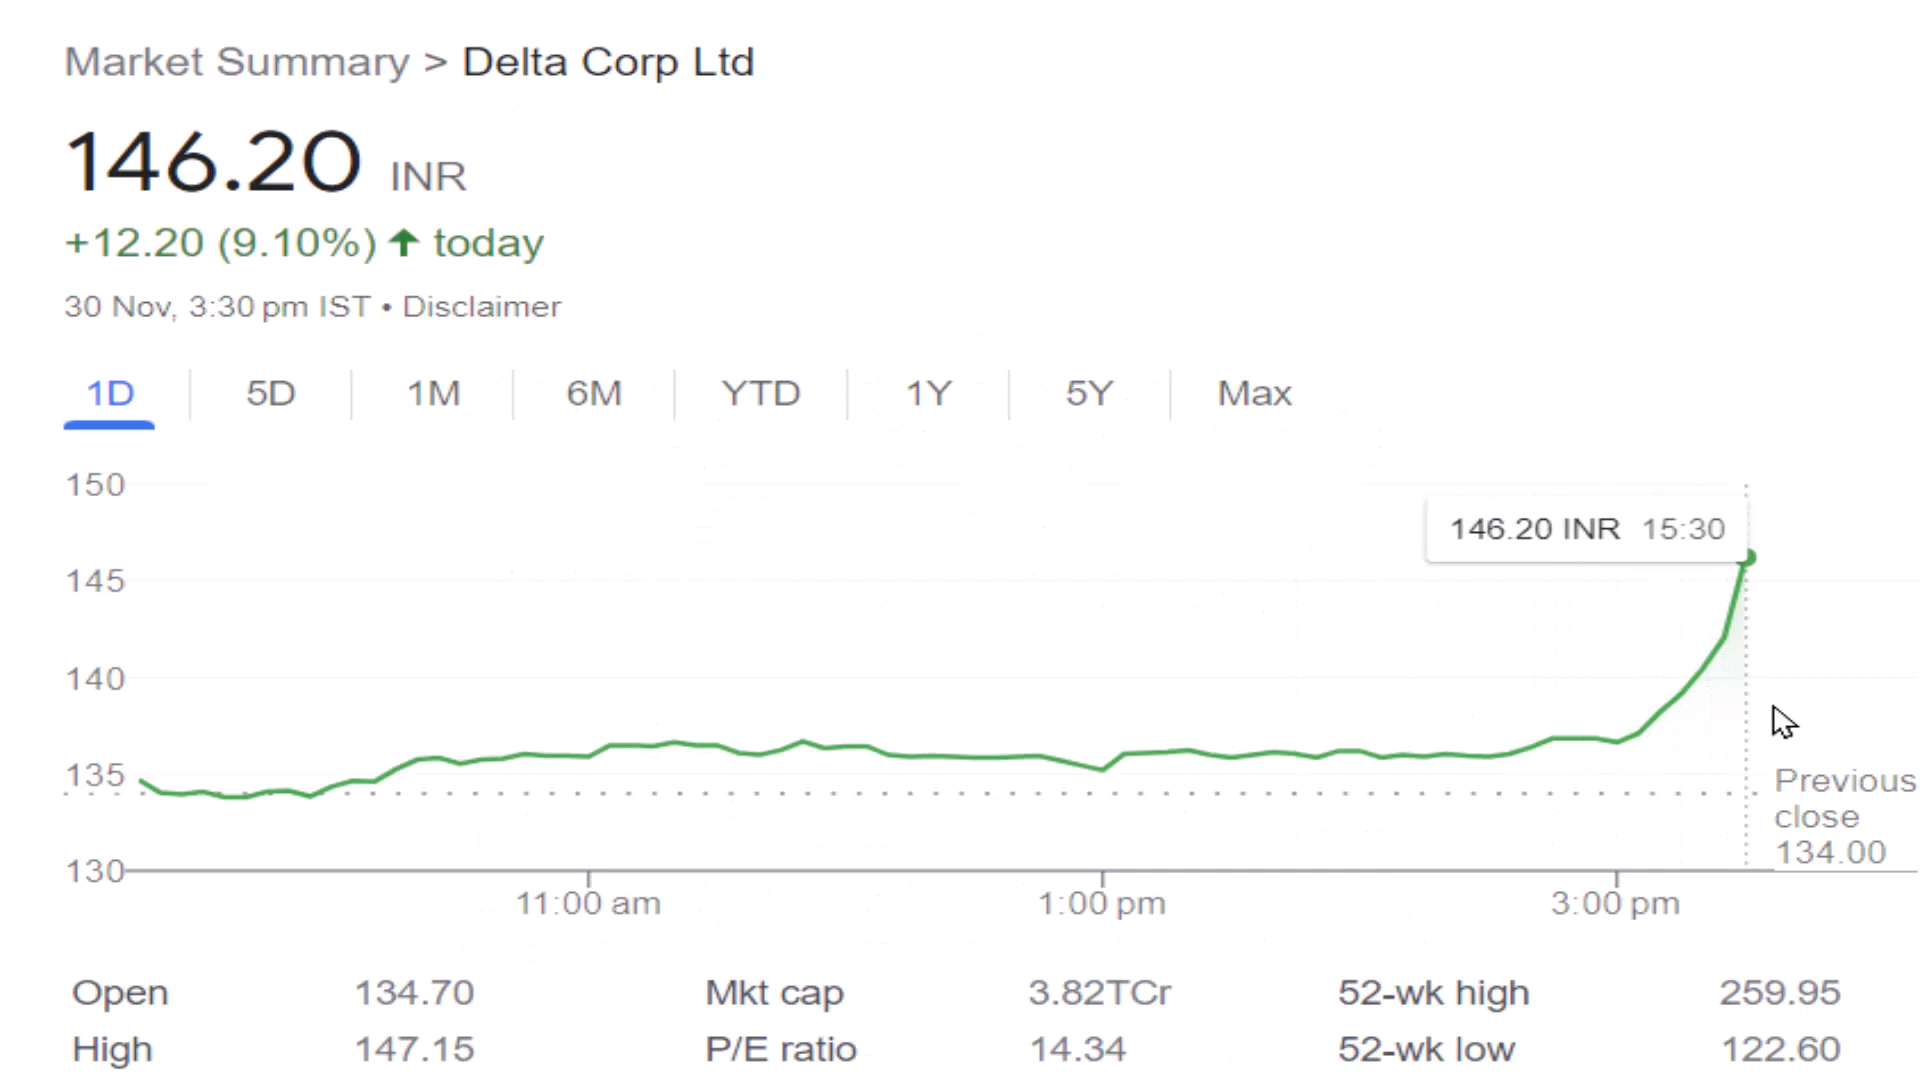 Market Summary > Delta Corp Ltd
146.20 INR
+12.20 (9.10%) ↑ today
30 Nov, 3:30 pm IST • Disclaimer
1D 5D 1M 6M YTD 1Y 5Y Max
150
146.20 INR 15:30
145
140
135
Previous
close
134.00
130
11:00 am 1:00 pm 3:00 pm
Open 134.70 Mkt cap 3.82TCr 52-wk high 259.95
High 147.15 P/E ratio 14.34 52-wk low 122.60